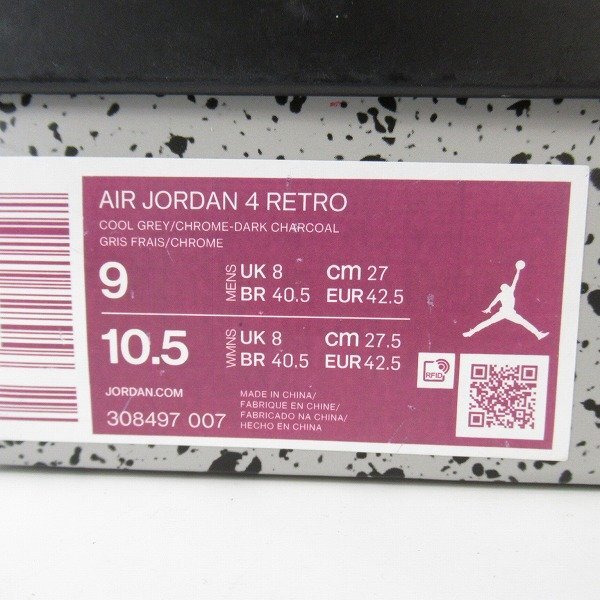 AIR JORDAN 4 RETRO
COOL GREY/CHROME-DARK CHARCOAL
GRIS FRAIS/CHROME
9 MENS UK 8 cm 27
BR 40.5 EUR 42.5
10.5 WMNS UK 8 cm 27.5
BR 40.5 EUR 42.5
RFID
JORDAN.COM
308497 007
MADE IN CHINA/
FABRIQUE EN CHINE/
FABRICADO NA CHINA/
HECHO EN CHINA